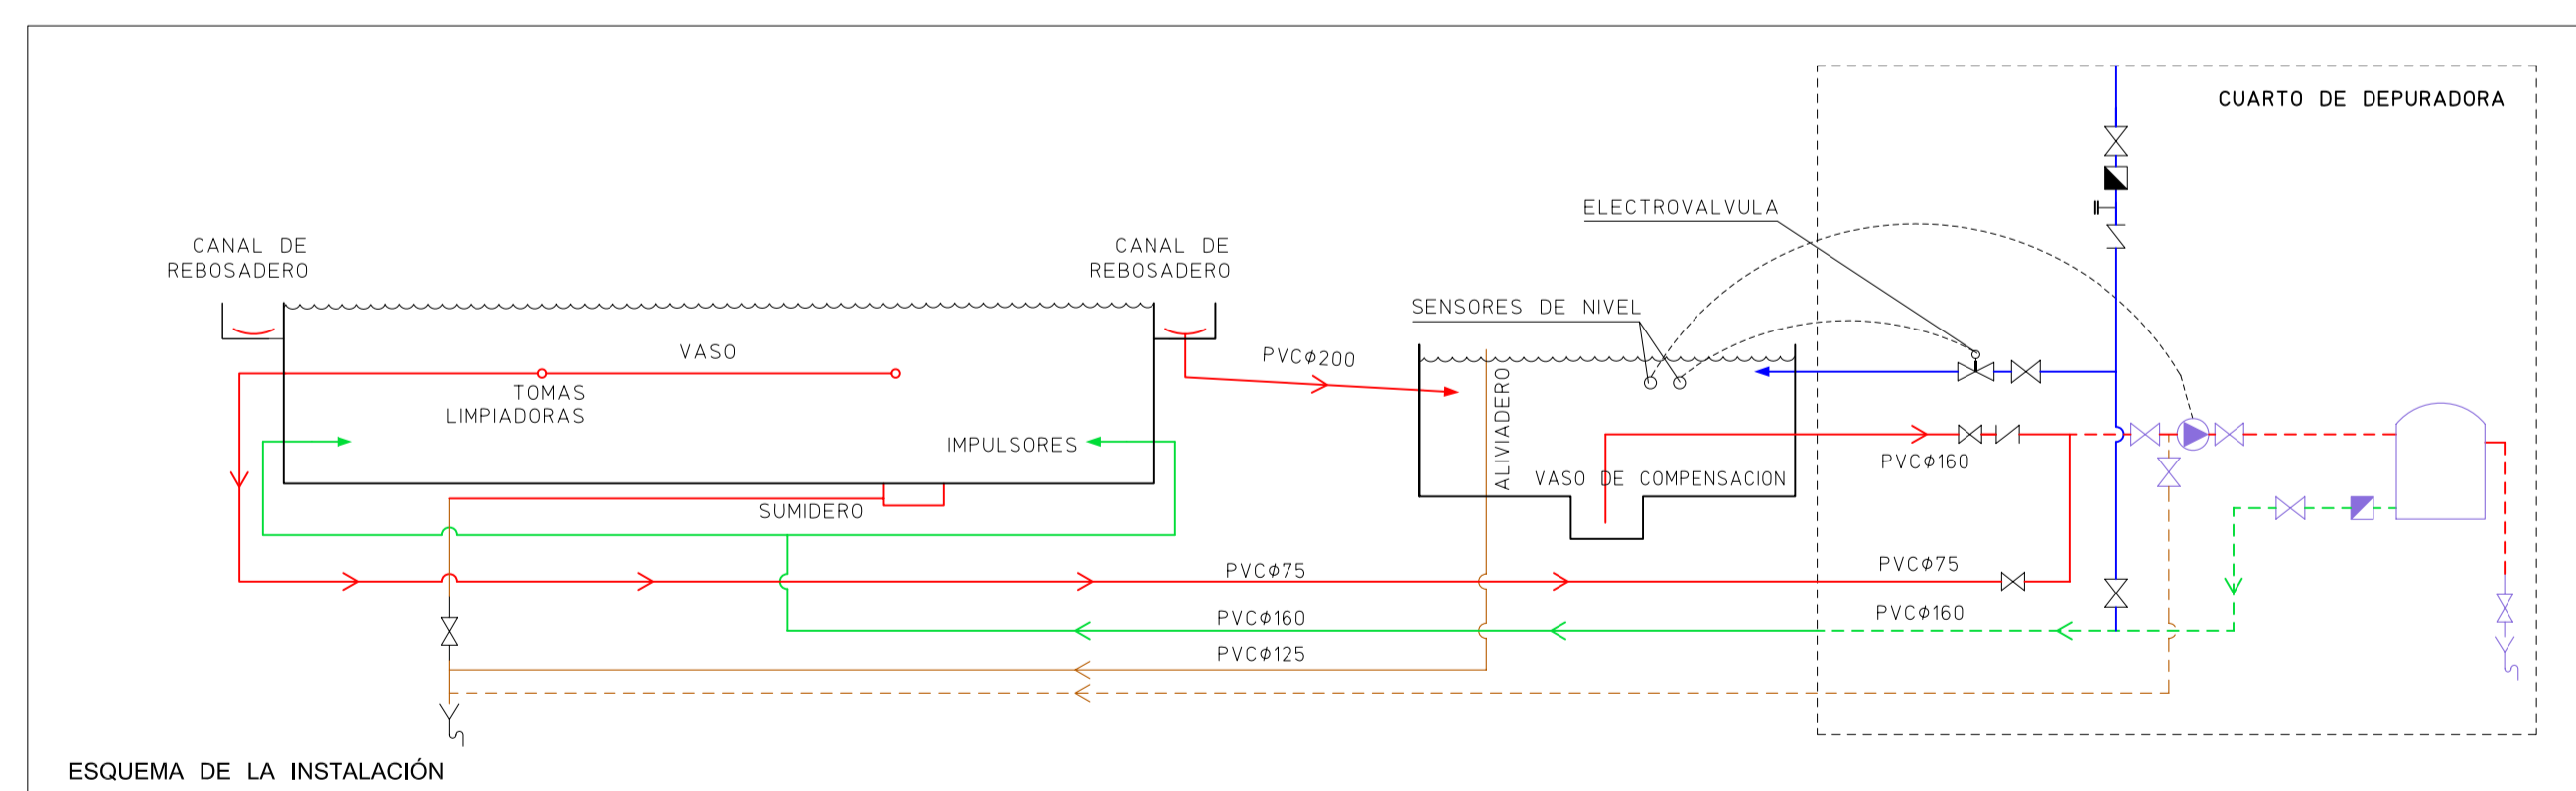 CUARTO DE DEPURADORA
ELECTROVALVULA
CANAL DE
REBOSADERO
CANAL DE
REBOSADERO
SENSORES DE NIVEL
VASO
PVCϕ200
TOMAS
LIMPIADORAS
ALIVIADERO
IMPULSORES
PVCϕ160
VASO DE COMPENSACION
SUMIDERO
PVCϕ75
PVCϕ75
PVCϕ160
PVCϕ160
PVCϕ125
ESQUEMA DE LA INSTALACIÓN